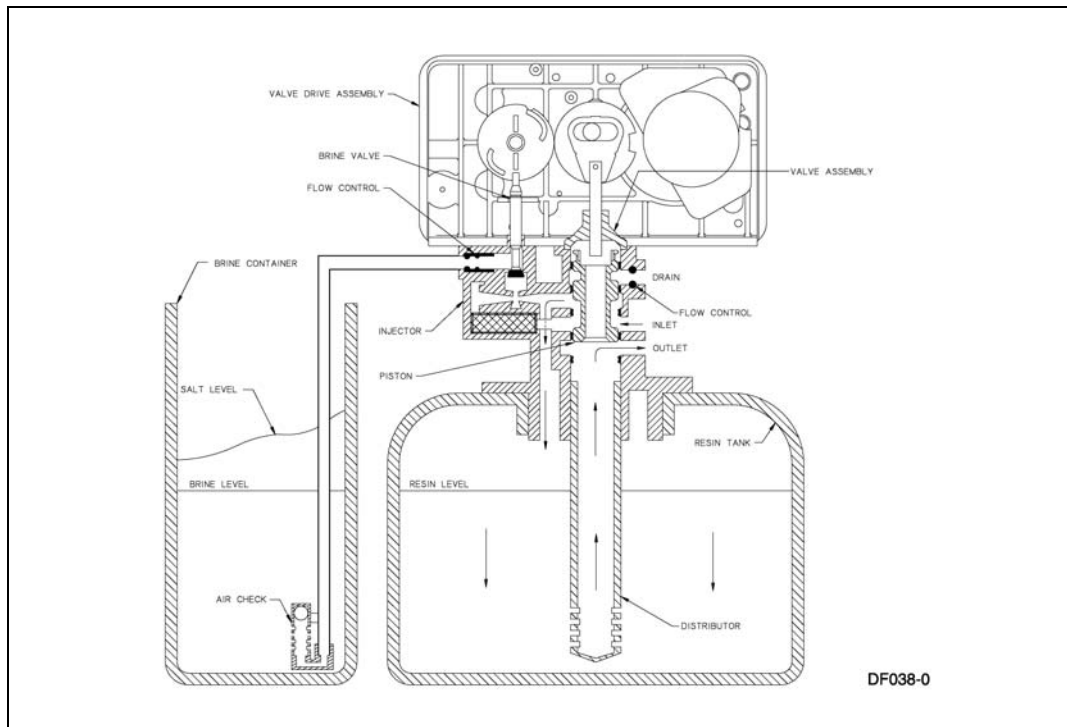 VALVE DRIVE ASSEMBLY
BRINE VALVE
FLOW CONTROL
VALVE ASSEMBLY
BRINE CONTAINER
DRAIN
FLOW CONTROL
INJECTOR
INLET
OUTLET
PISTON
SALT LEVEL
RESIN TANK
BRINE LEVEL
RESIN LEVEL
AIR CHECK
DISTRIBUTOR
DF038-0